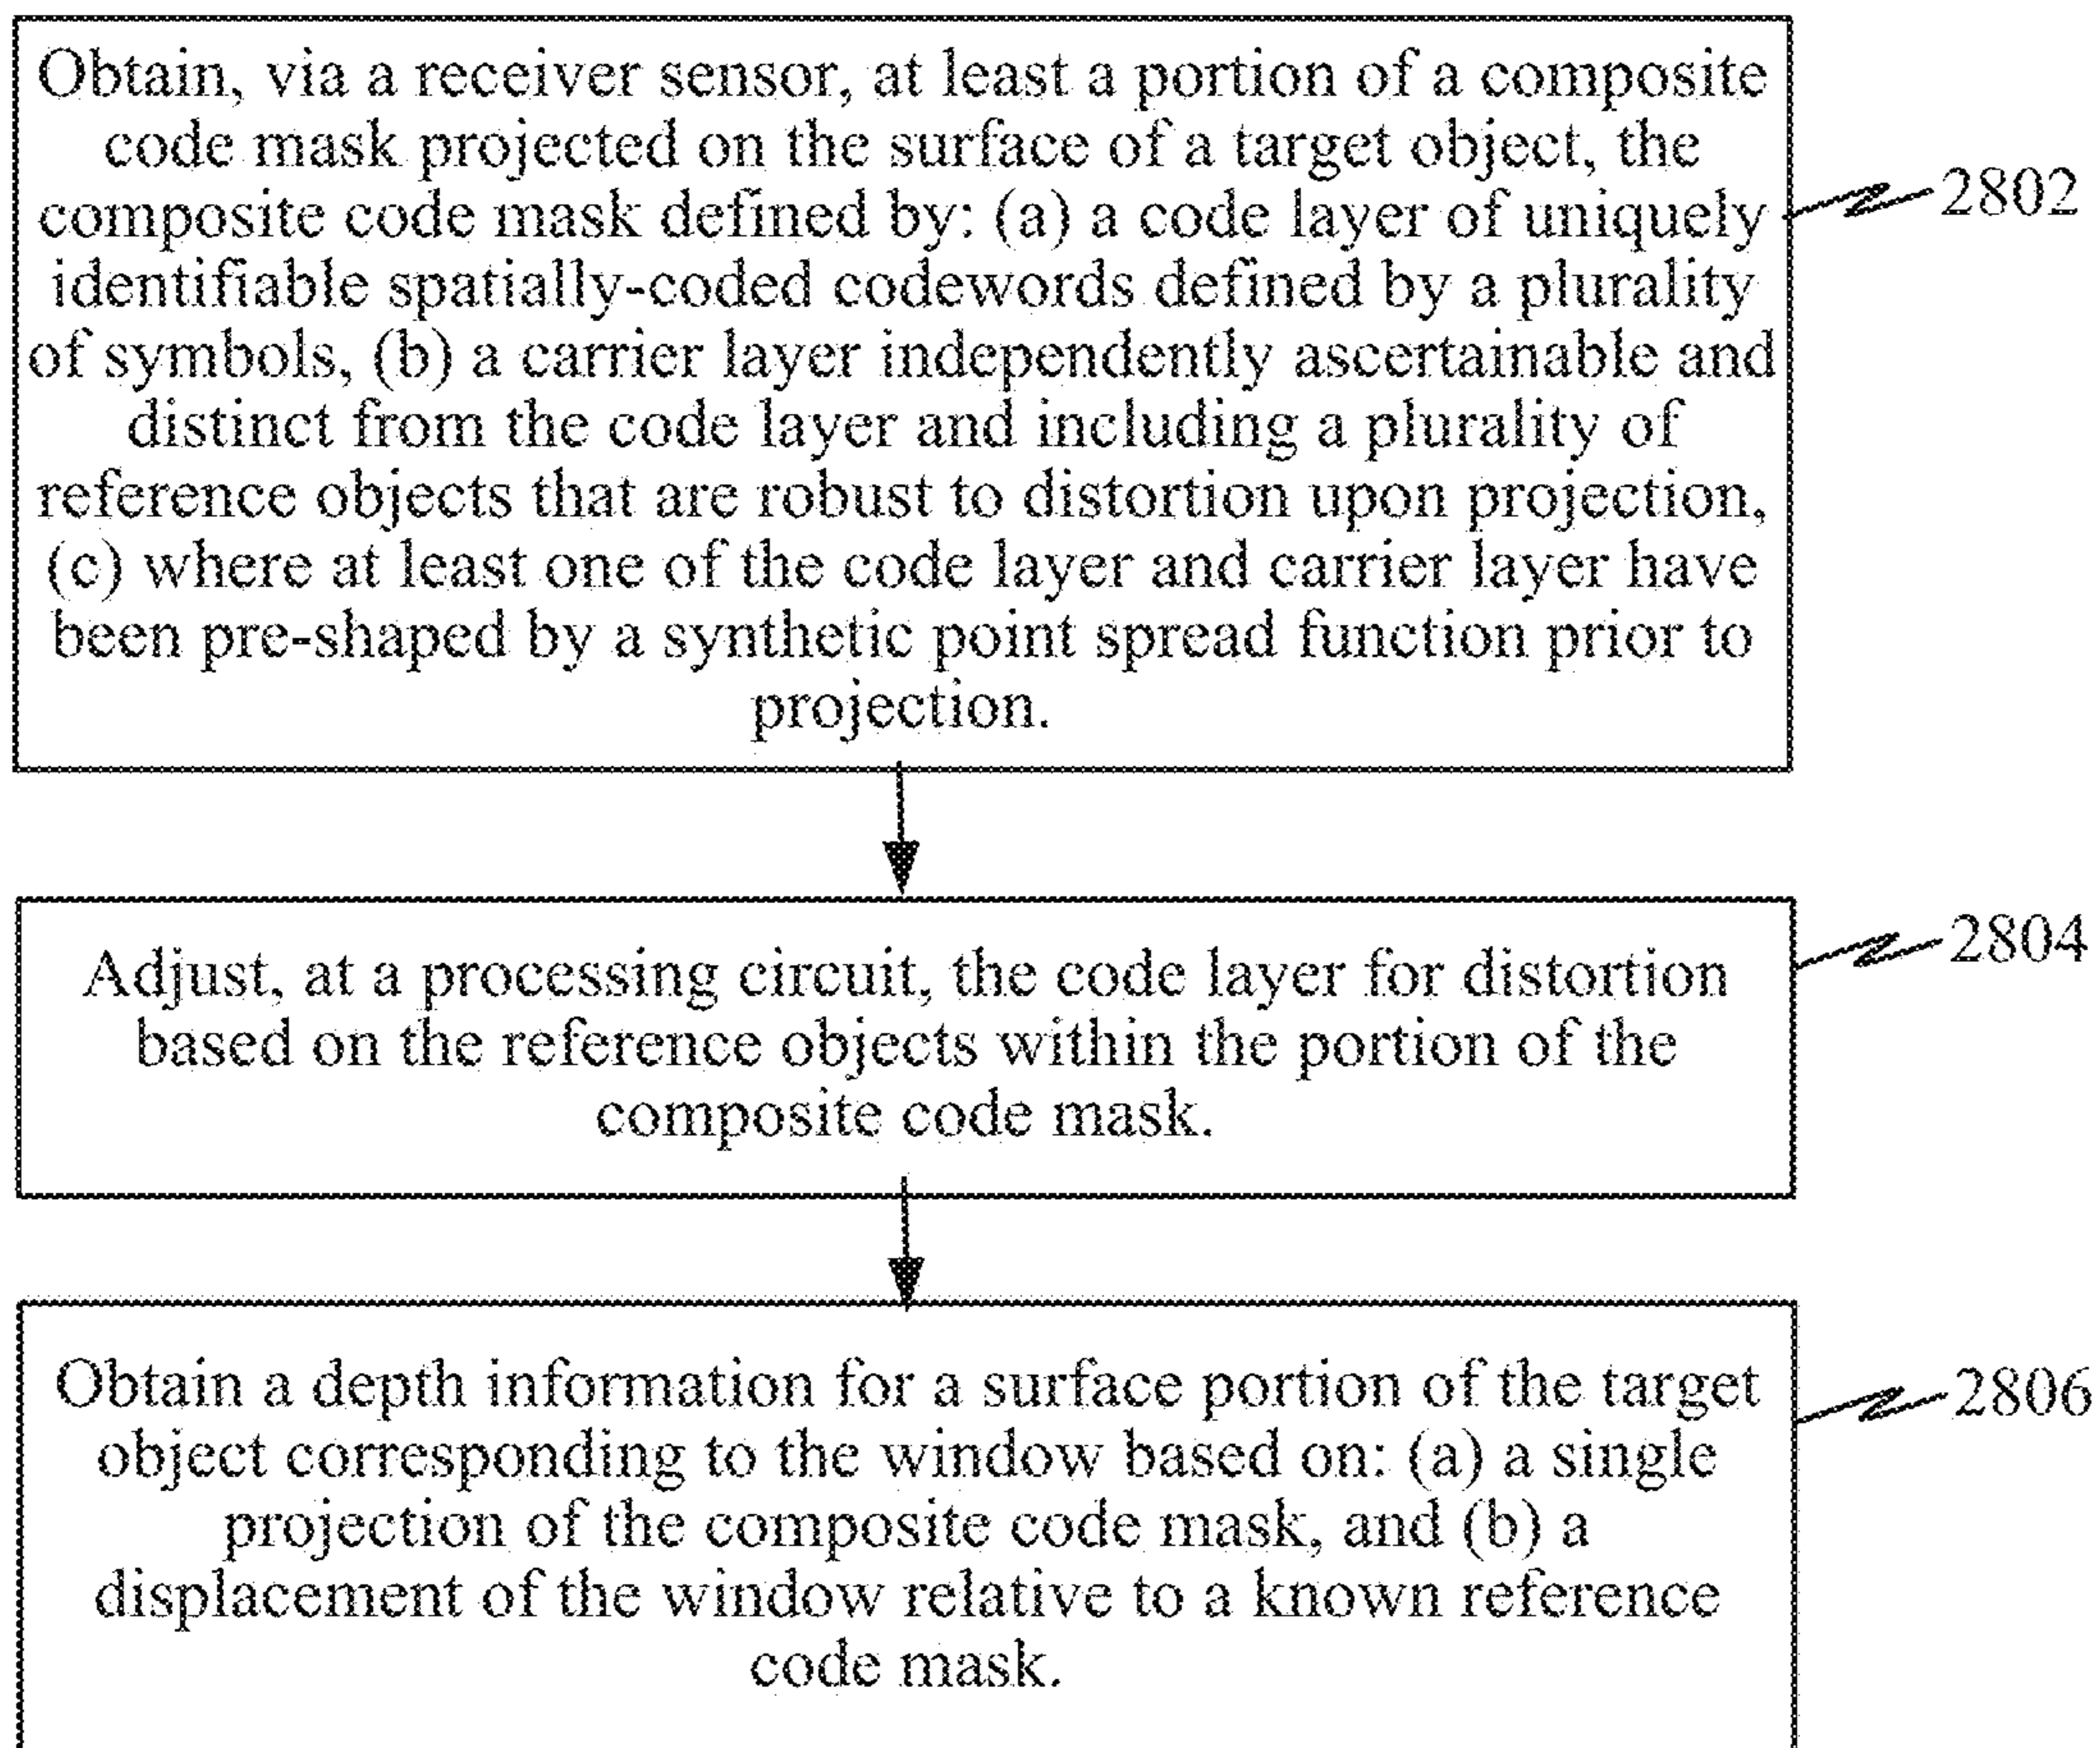 Obtain, via a receiver sensor, at least a portion of a composite
code mask projected on the surface of a target object, the
composite code mask defined by: (a) a code layer of uniquely
identifiable spatially-coded codewords defined by a plurality
of symbols, (b) a carrier layer independently ascertainable and
distinct from the code layer and including a plurality of
reference objects that are robust to distortion upon projection,
(c) where at least one of the code layer and carrier layer have
been pre-shaped by a synthetic point spread function prior to
projection.
2802
Adjust, at a processing circuit, the code layer for distortion
based on the reference objects within the portion of the
composite code mask.
2804
Obtain a depth information for a surface portion of the target
object corresponding to the window based on: (a) a single
projection of the composite code mask, and (b) a
displacement of the window relative to a known reference
code mask.
2806